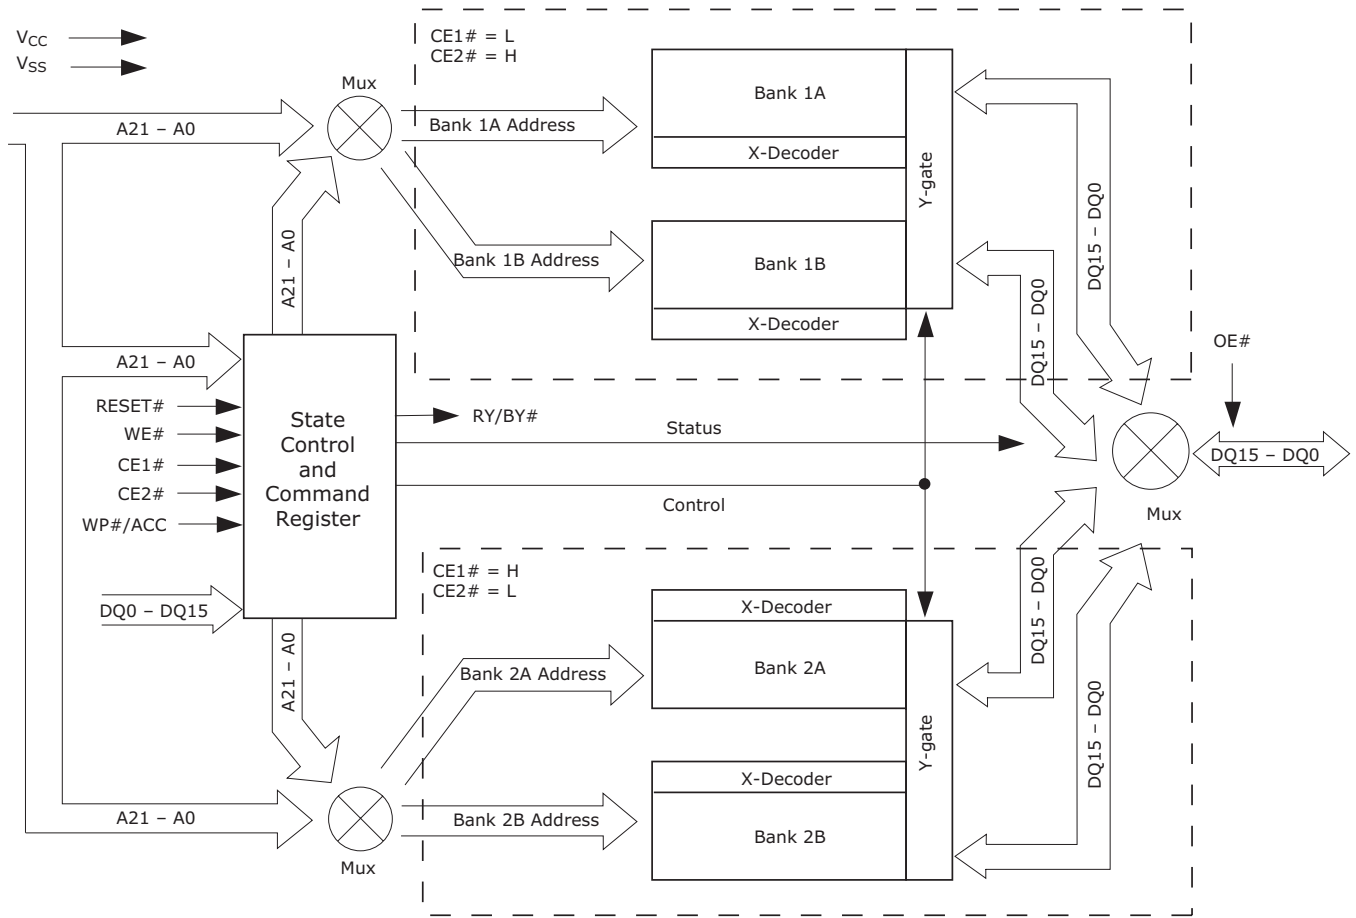 VCC
VSS
CE1# = L
CE2# = H
Mux
A21 – A0
Bank 1A Address
Bank 1A
X-Decoder
Y-gate
DQ15 – DQ0
A21 – A0
Bank 1B Address
Bank 1B
X-Decoder
DQ15 – DQ0
A21 – A0
OE#
RESET#
WE#
CE1#
CE2#
WP#/ACC
DQ0 – DQ15
State
Control
and
Command
Register
RY/BY#
Status
Control
DQ15 – DQ0
Mux
CE1# = H
CE2# = L
A21 – A0
Bank 2A Address
X-Decoder
Bank 2A
Y-gate
DQ15 – DQ0
DQ15 – DQ0
A21 – A0
Mux
Bank 2B Address
X-Decoder
Bank 2B